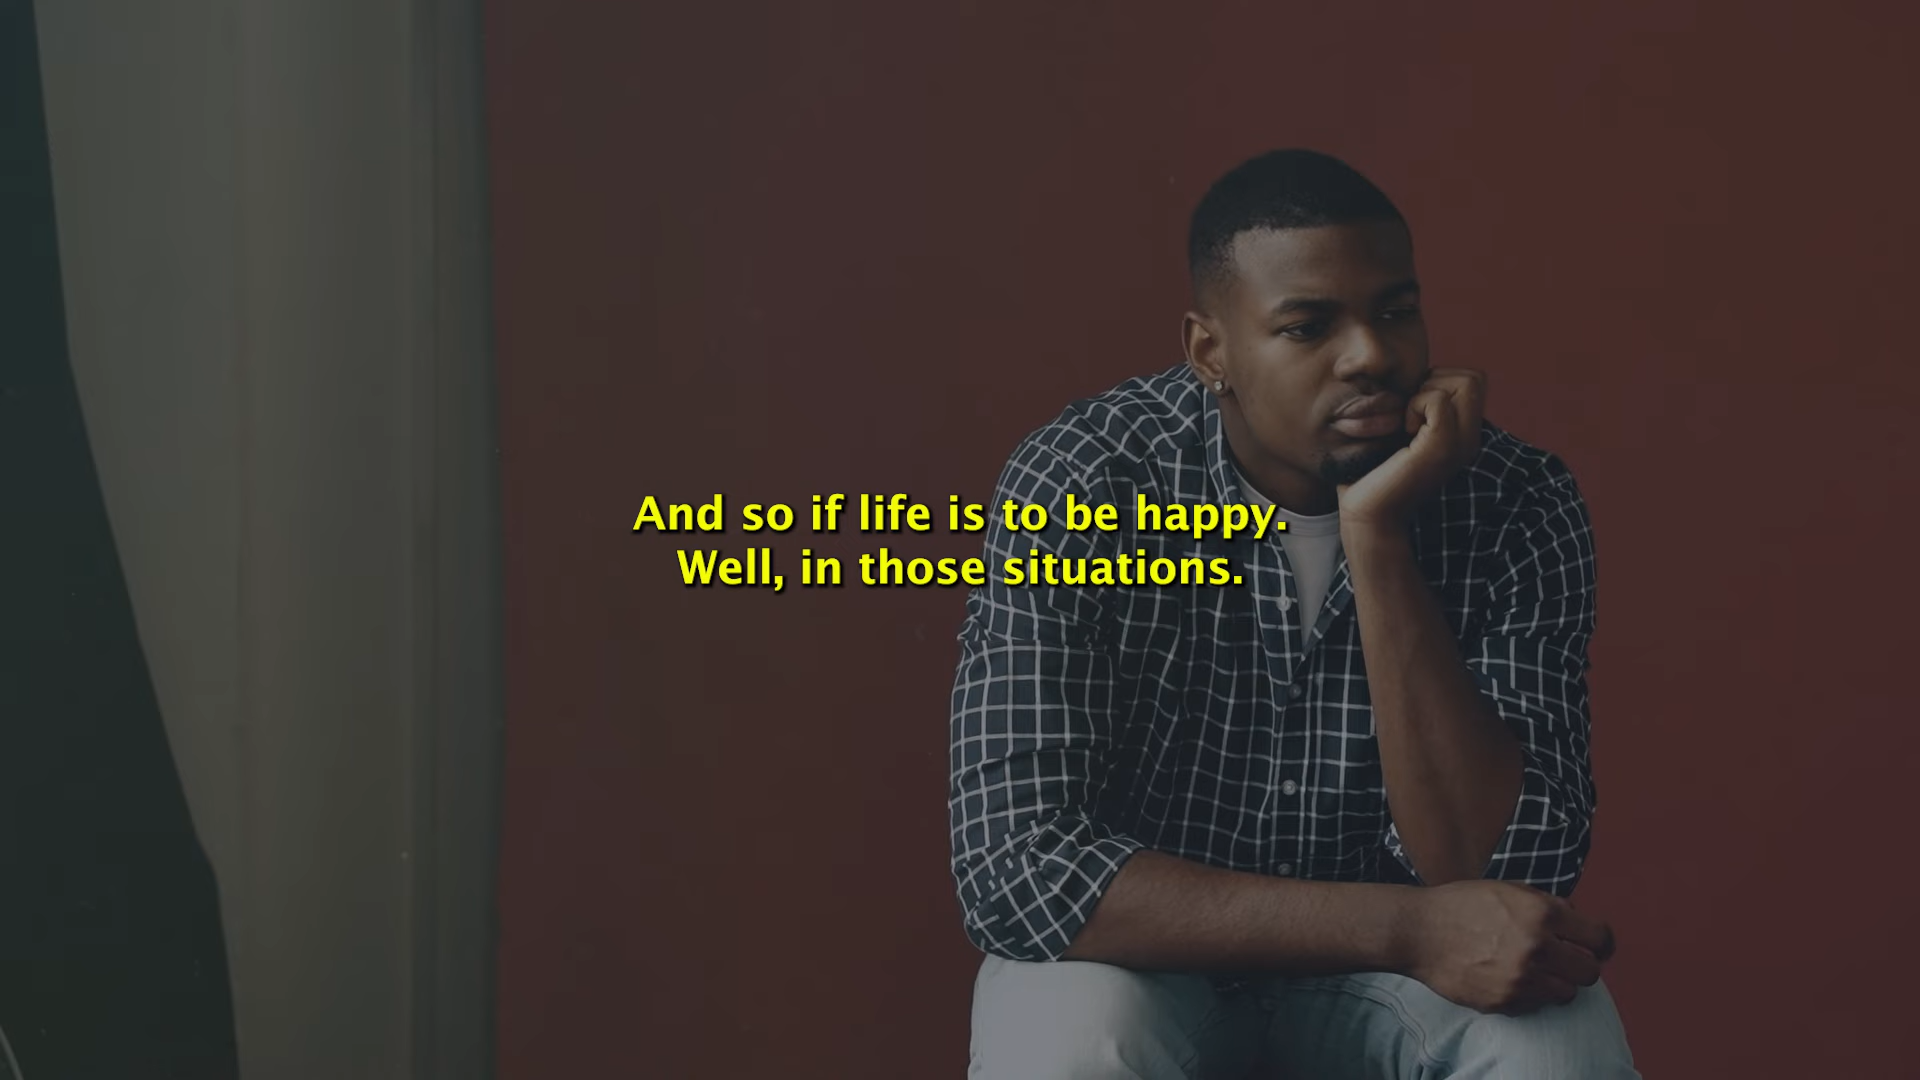 And so if life is to be happy.
Well, in those situations.